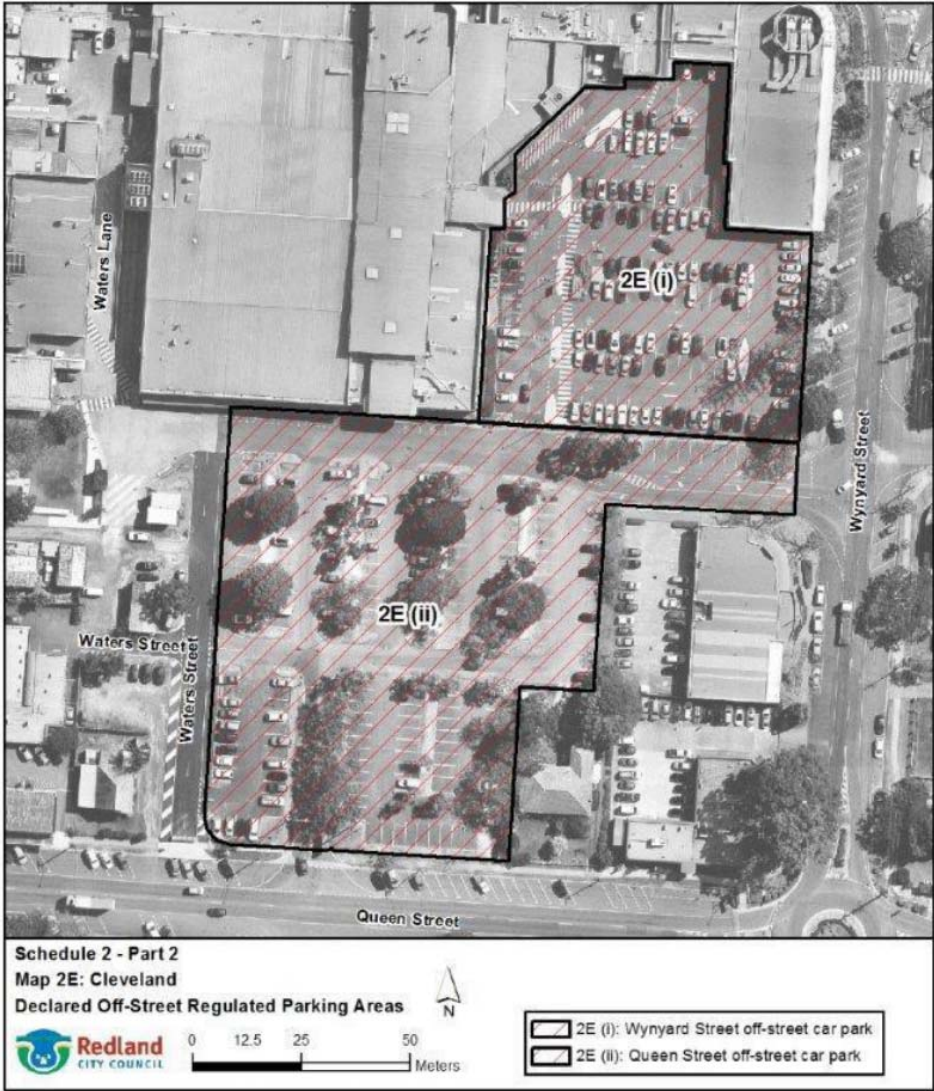 2E (i)
Waters Lane
Wynyard Street
2E (ii)
Waters Street
Waters Street
Queen Street
Schedule 2 - Part 2
Map 2E: Cleveland
Declared Off-Street Regulated Parking Areas
N
Redland
CITY COUNCIL
0 12.5 25 50
Meters
2E (i): Wynyard Street off-street car park
2E (ii): Queen Street off-street car park